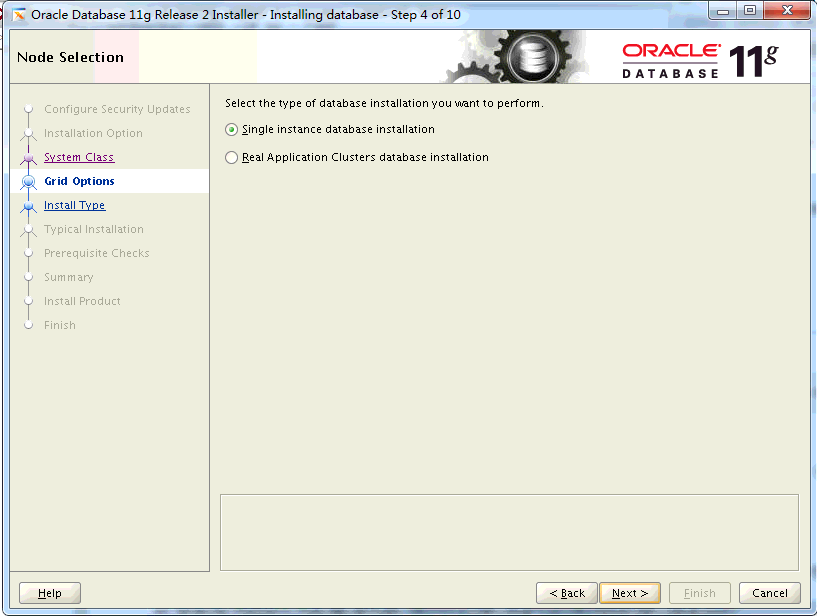 Oracle Database 11g Release 2 Installer - Installing database - Step 4 of 10
Node Selection
ORACLE
DATABASE 11g
Configure Security Updates
Installation Option
System Class
Grid Options
Install Type
Typical Installation
Prerequisite Checks
Summary
Install Product
Finish
Select the type of database installation you want to perform.
Single instance database installation
Real Application Clusters database installation
Help
< Back
Next >
Finish
Cancel